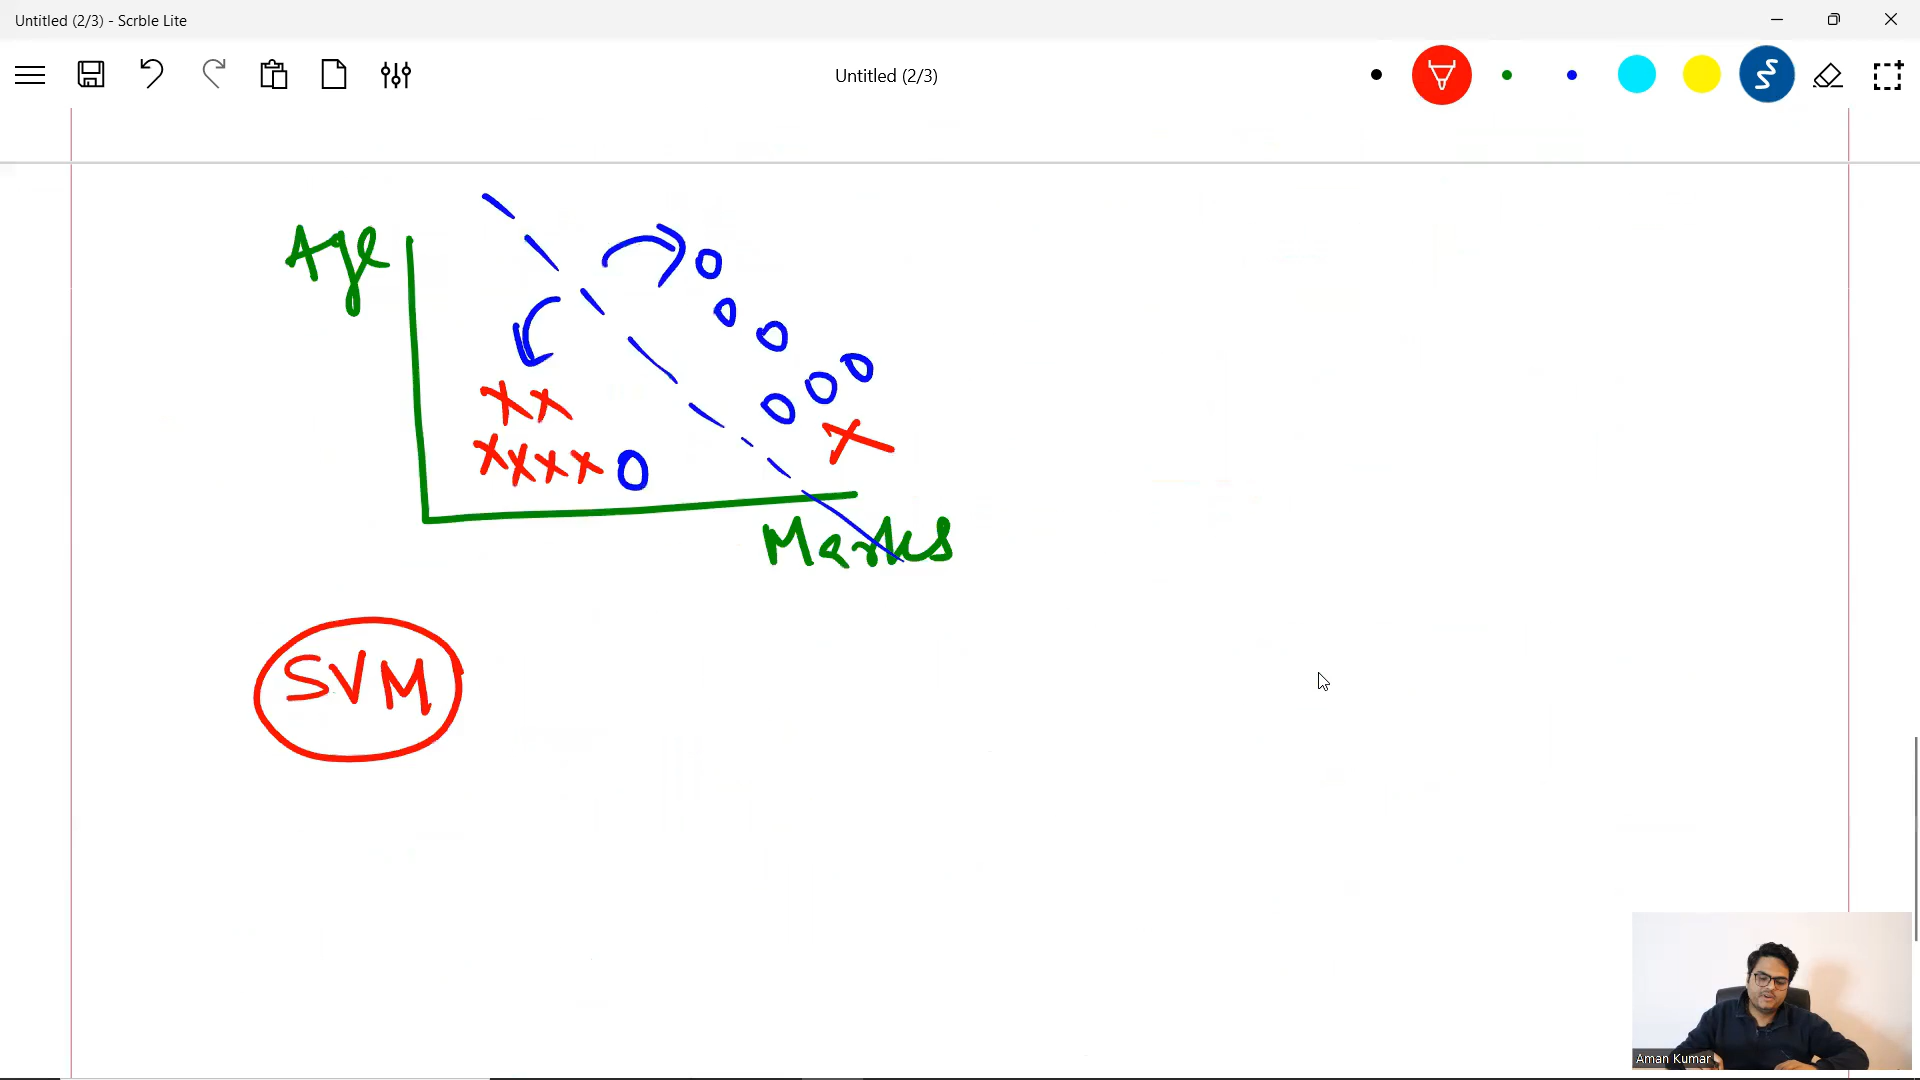 Untitled (2/3) - Scrble Lite
Untitled (2/3)
Age
Marks
SVM
Aman Kumar